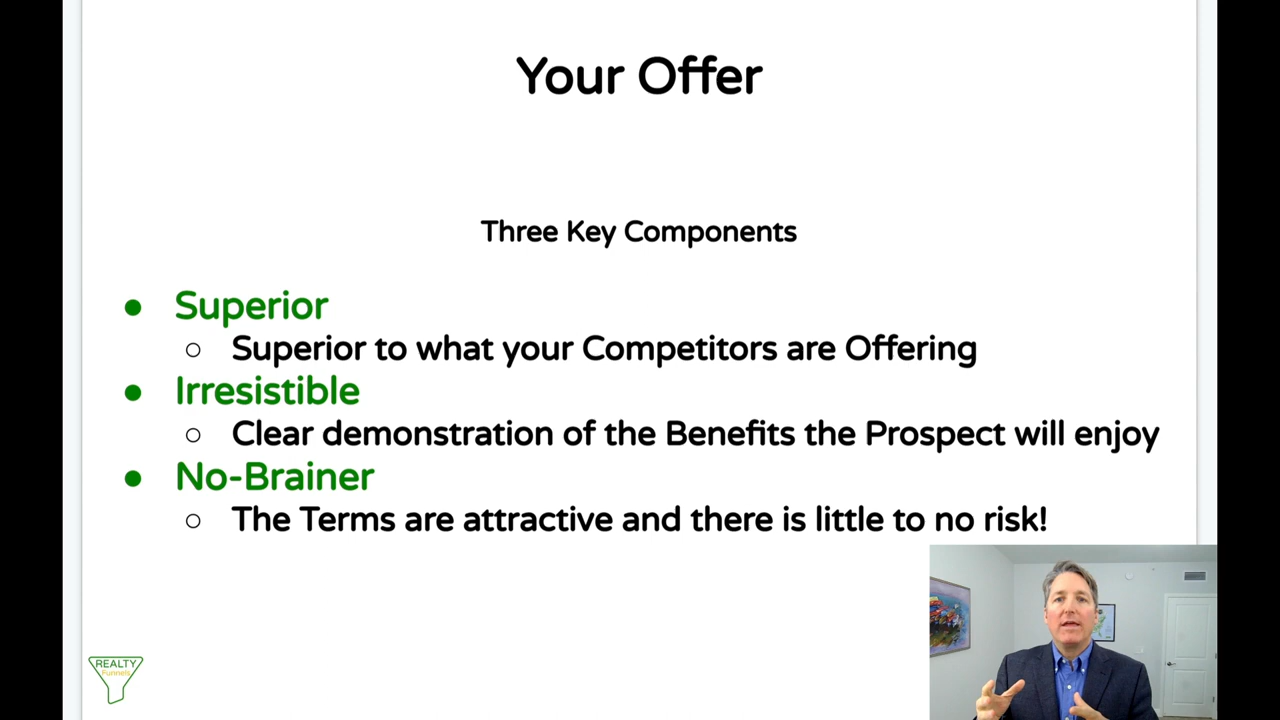 Your Offer
Three Key Components
● Superior
○ Superior to what your Competitors are Offering
● Irresistible
○ Clear demonstration of the Benefits the Prospect will enjoy
● No-Brainer
○ The Terms are attractive and there is little to no risk!
REALTY
Funnels